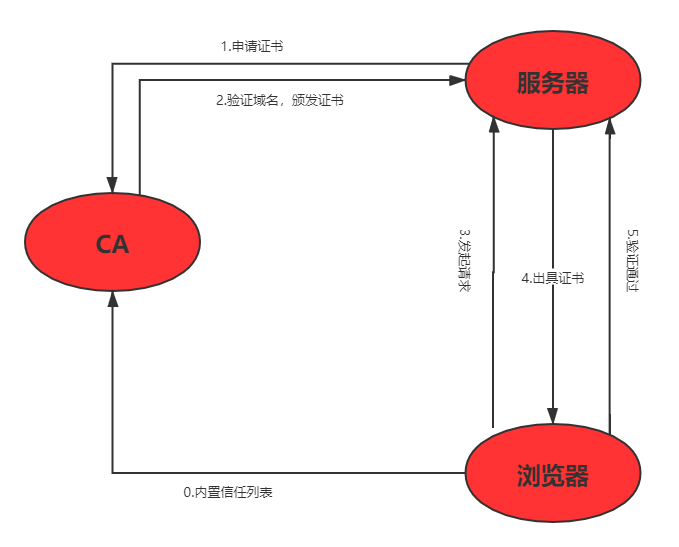 1.申请证书
服务器
2.验证域名，颁发证书
CA
3.发起请求
4.出具证书
5.验证通过
浏览器
0.内置信任列表